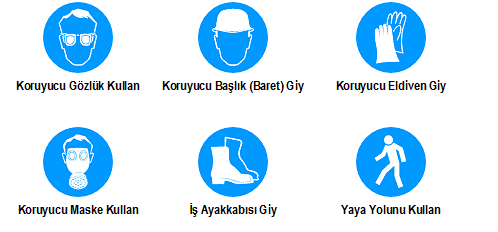 Koruyucu Gözlük Kullan
Koruyucu Başlık (Baret) Giy
Koruyucu Eldiven Giy
Koruyucu Maske Kullan
İş Ayakkabısı Giy
Yaya Yolunu Kullan